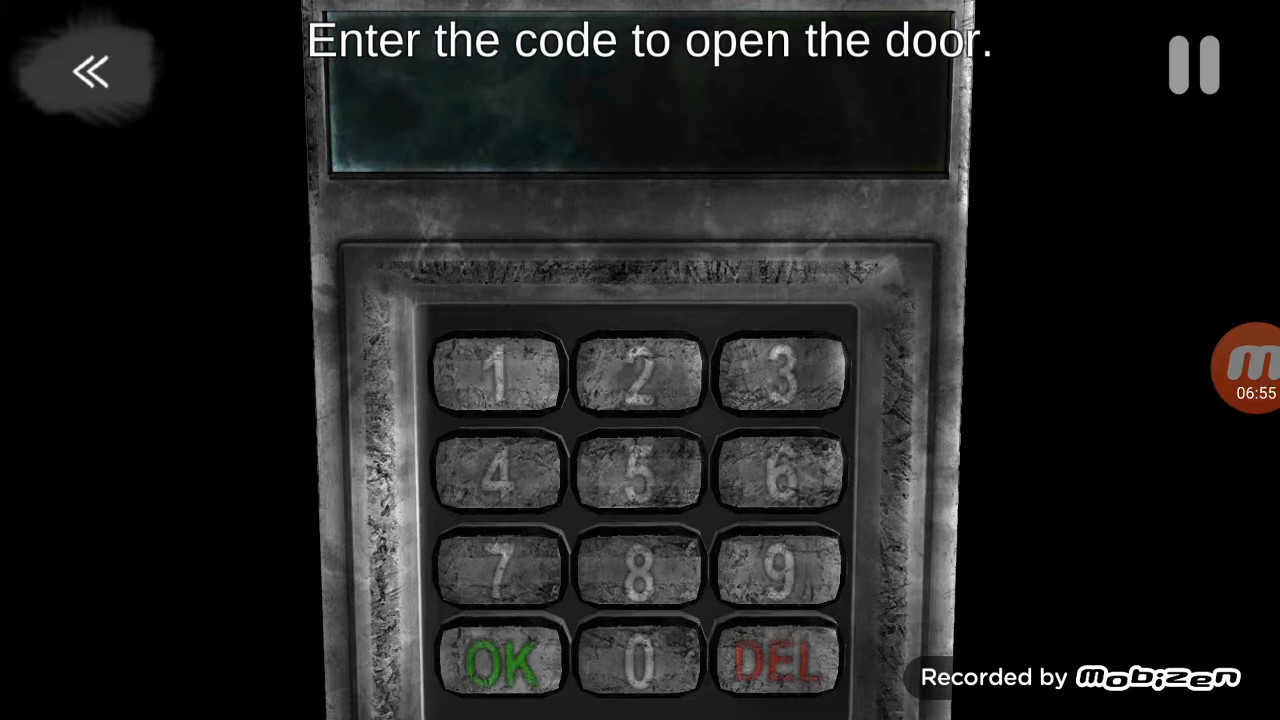 Enter the code to open the door.
1 2 3
4 5 6
06:55
7 8 9
OK 0 DEL
Recorded by mobizen